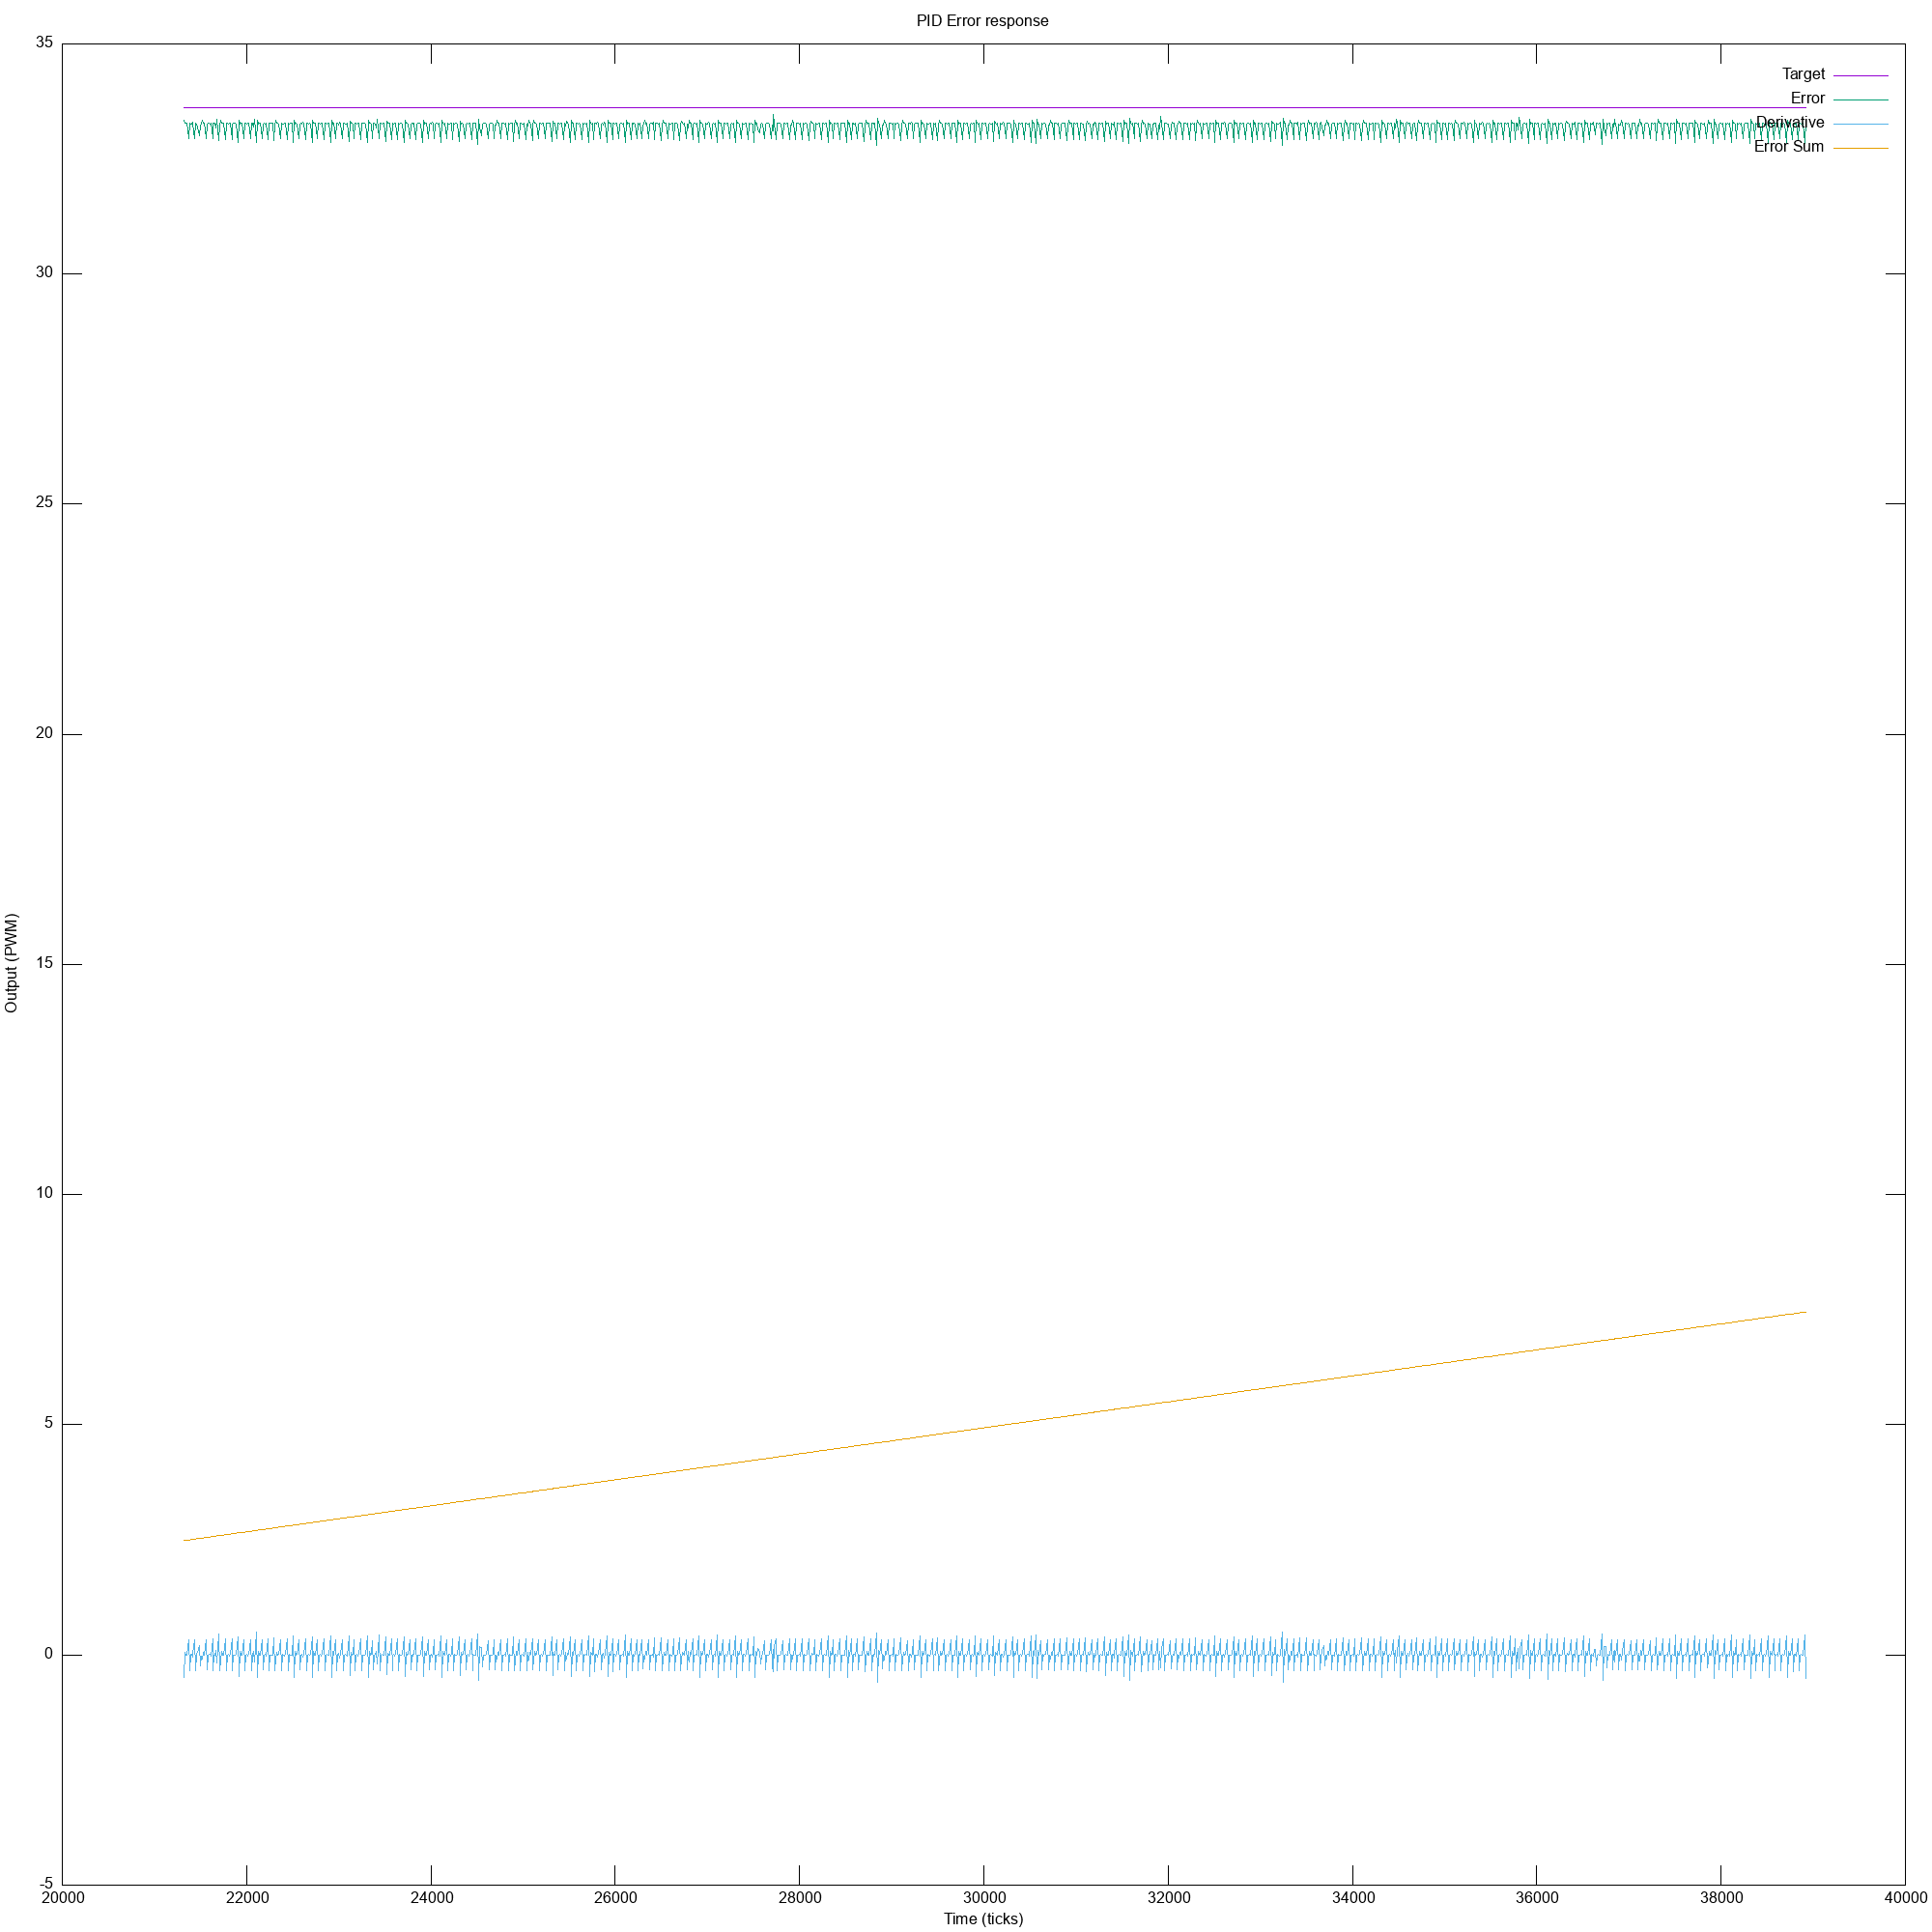 PID Error response
35
30
25
20
15
10
5
0
-5
Target
Error
Derivative
Error Sum
Output (PWM)
20000 22000 24000 26000 28000 30000 32000 34000 36000 38000 40000
Time (ticks)